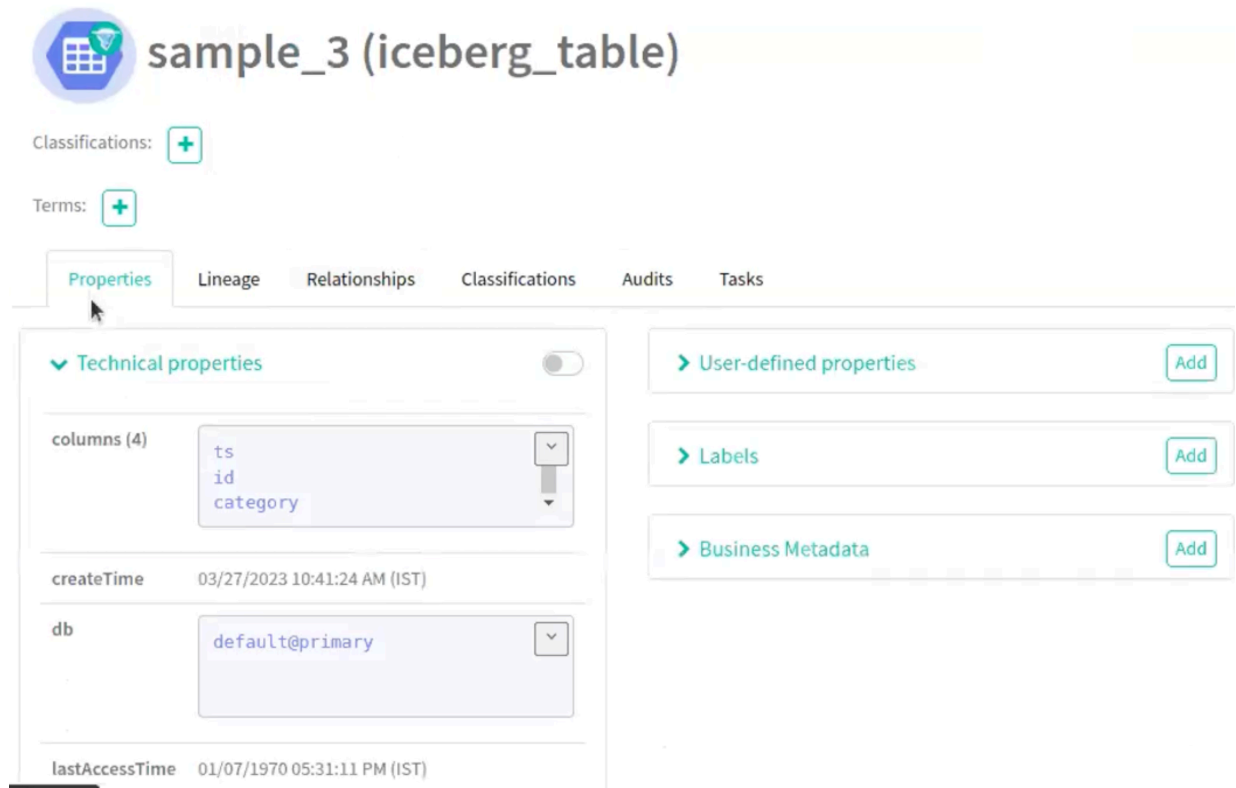 sample_3 (iceberg_table)
Classifications:
Terms:
Properties Lineage Relationships Classifications Audits Tasks
Technical properties
columns (4)
ts
id
category
createTime 03/27/2023 10:41:24 AM (IST)
db
default@primary
lastAccessTime 01/07/1970 05:31:11 PM (IST)
User-defined properties Add
Labels Add
Business Metadata Add